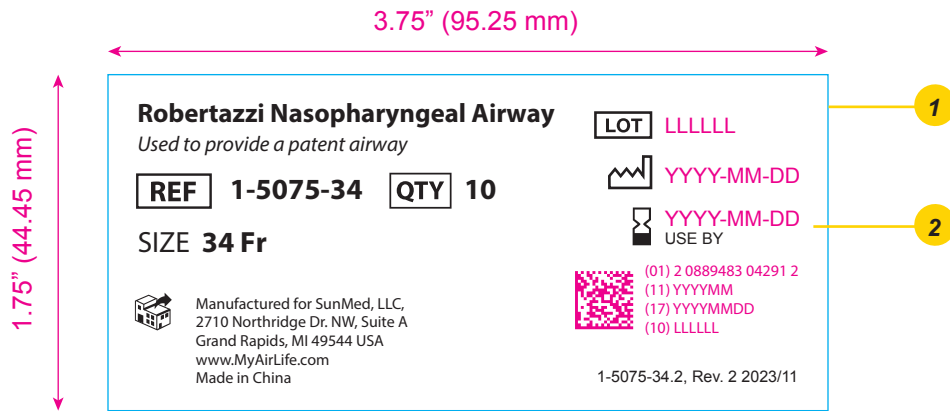 3.75” (95.25 mm)
1.75” (44.45 mm)
Robertazzi Nasopharyngeal Airway
Used to provide a patent airway
REF 1-5075-34 QTY 10
SIZE 34 Fr
Manufactured for SunMed, LLC,
2710 Northridge Dr. NW, Suite A
Grand Rapids, MI 49544 USA
www.MyAirLife.com
Made in China
LOT LLLLLL
YYYY-MM-DD
YYYY-MM-DD
USE BY
(01) 2 0889483 04291 2
(11) YYYYMM
(17) YYYYMMDD
(10) LLLLLL
1-5075-34.2, Rev. 2 2023/11
1
2